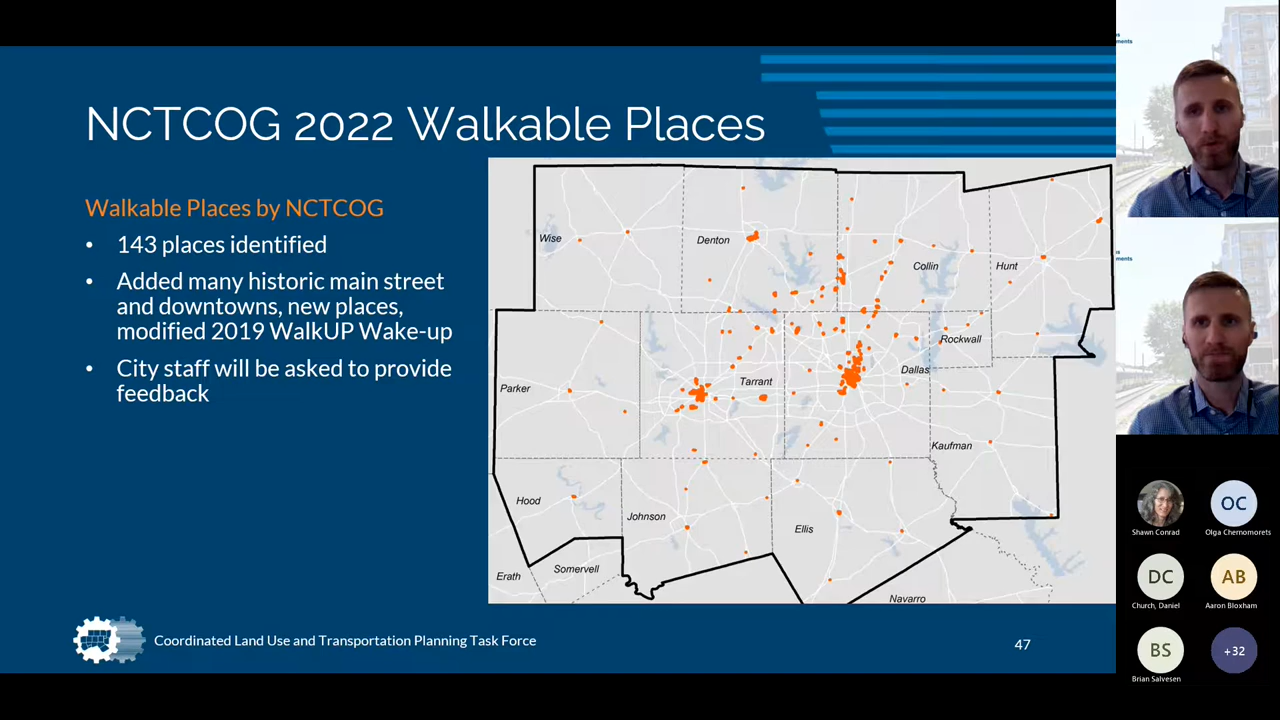 NCTCOG 2022 Walkable Places
Walkable Places by NCTCOG
• 143 places identified
• Added many historic main street
and downtowns, new places,
modified 2019 WalkUP Wake-up
• City staff will be asked to provide
feedback
Wise
Denton
Collin
Hunt
Parker
Tarrant
Dallas
Rockwall
Kaufman
Hood
Johnson
Ellis
Erath
Somervell
Navarro
Coordinated Land Use and Transportation Planning Task Force
47
s
ments
s
ments
Shawn Conrad
OC
Olga Chernomorets
DC
Church, Daniel
AB
Aaron Bloxham
BS
Brian Salvesen
+32